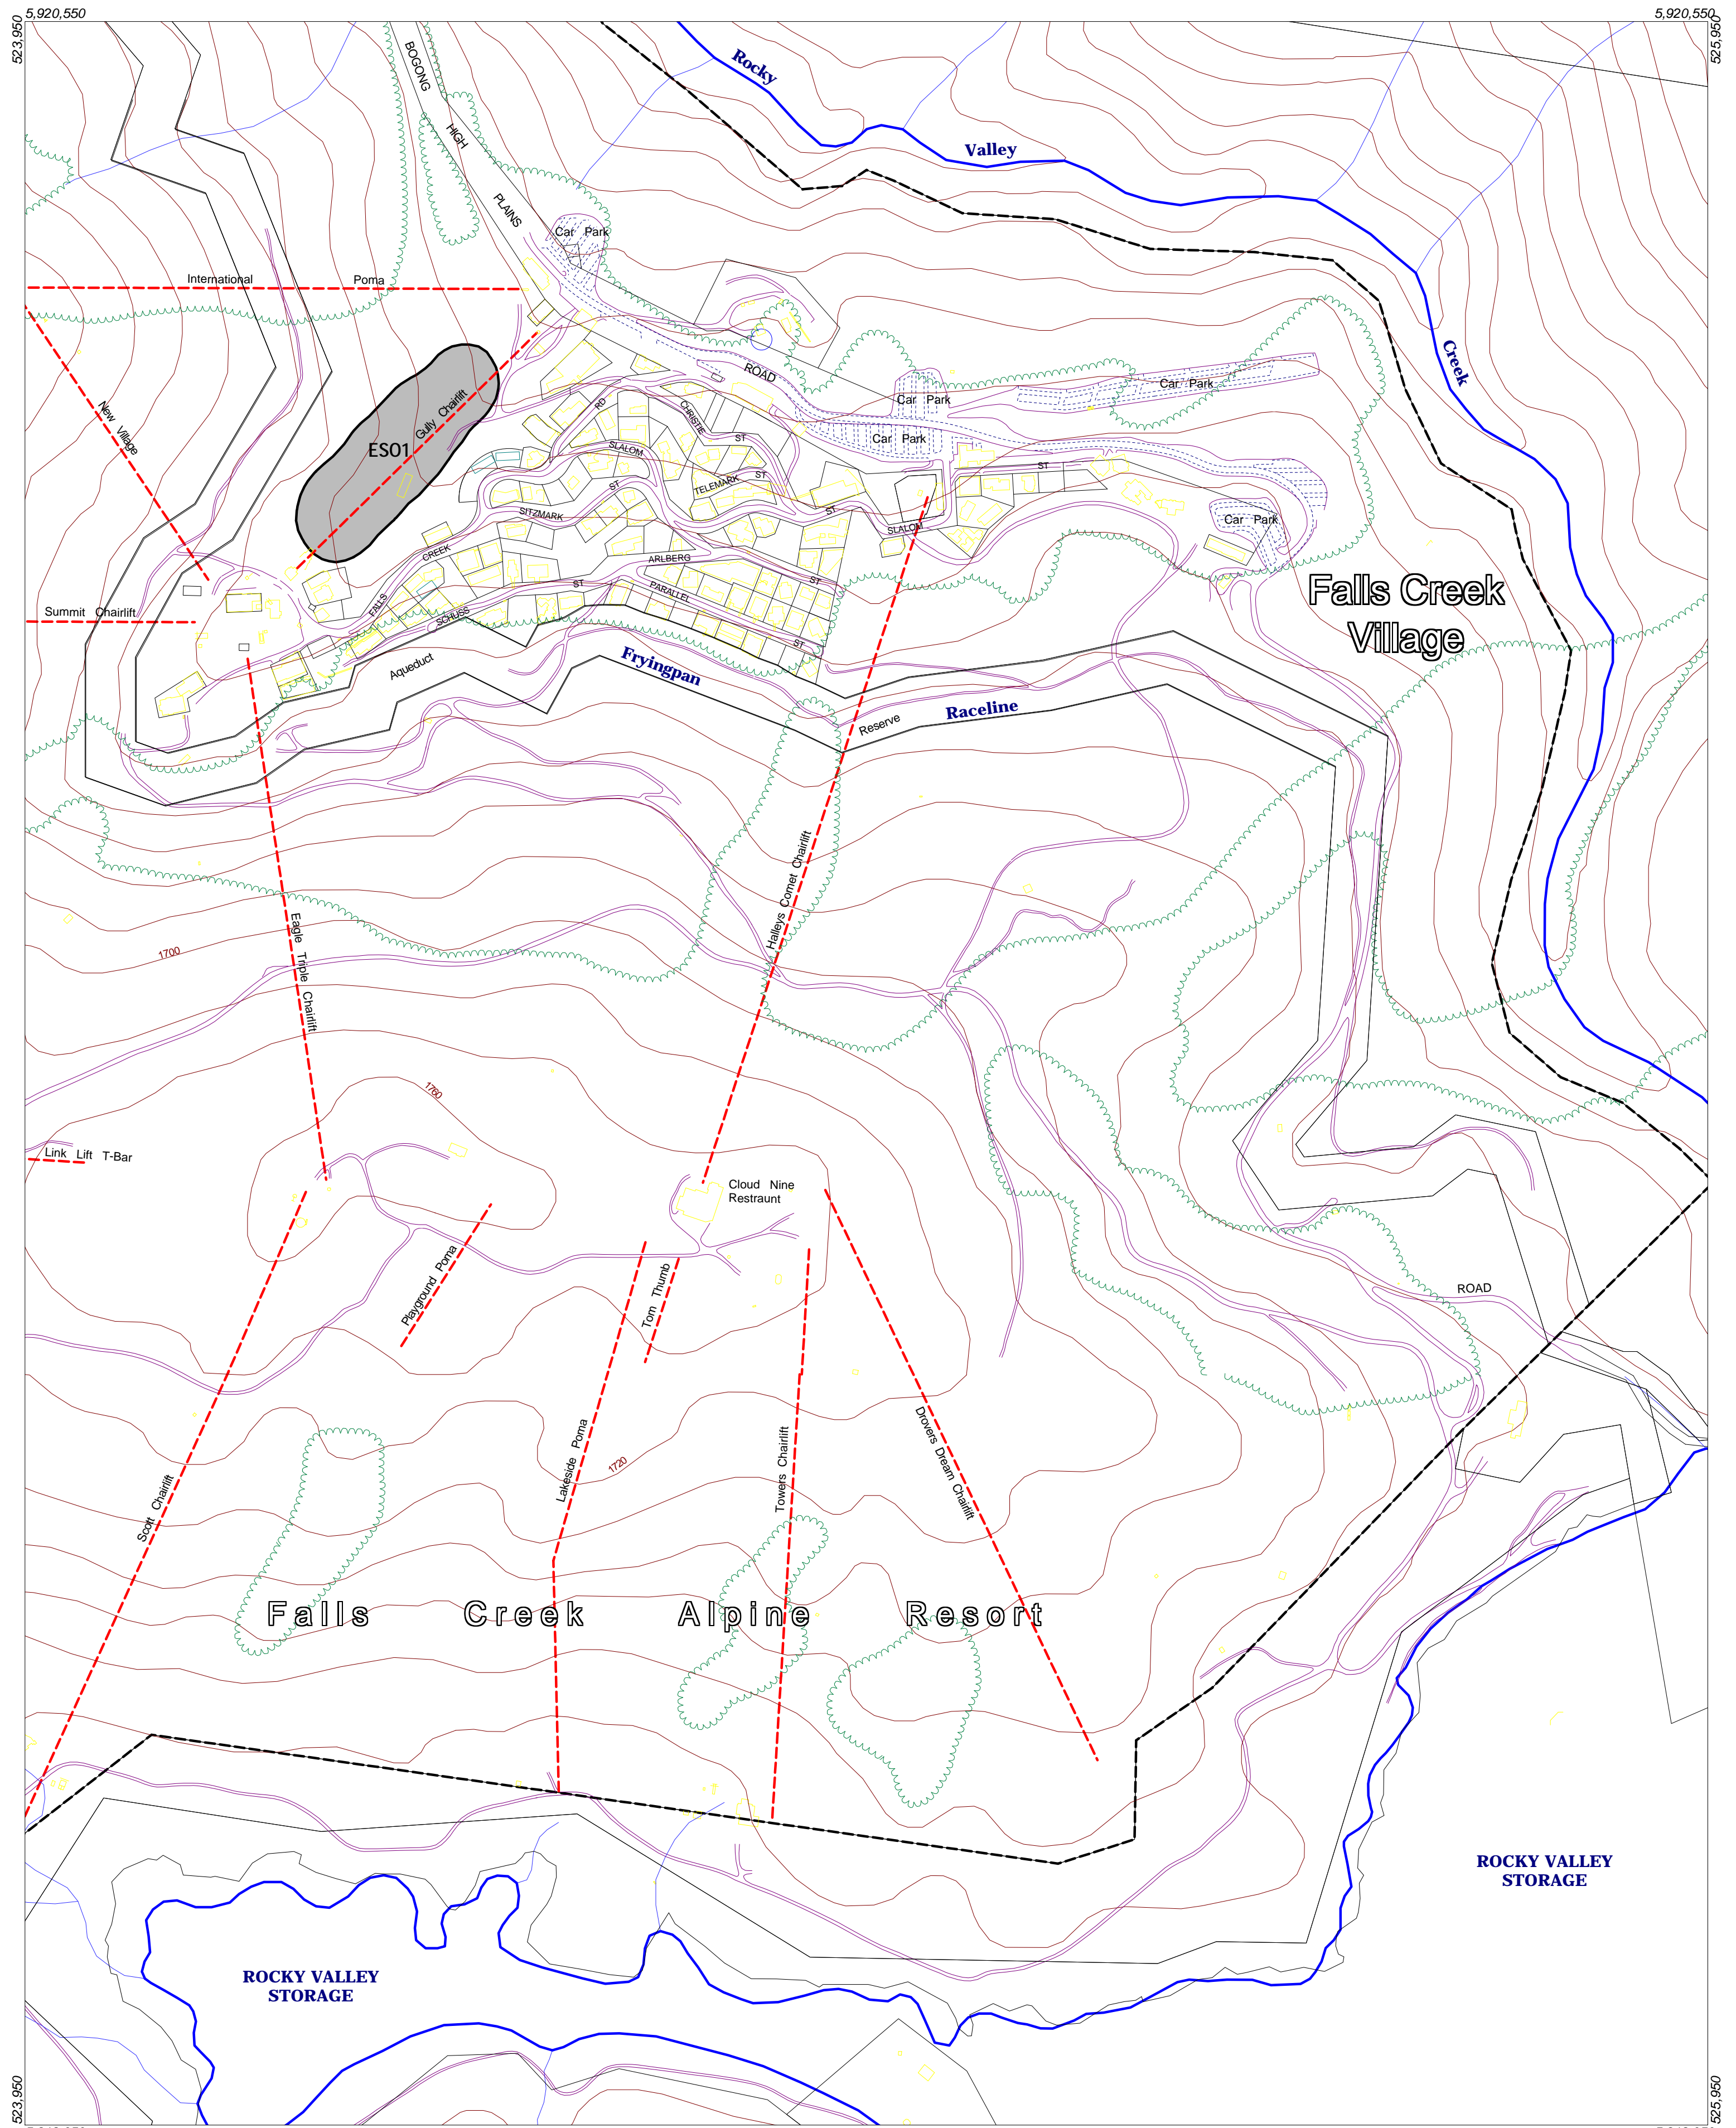 5,920,550
5,920,550
523,950
525,950
BOGONG
HIGH
PLAINS
ROAD
Rocky
Valley
Creek
Car Park
International Poma
New Village
Gully Chairlift
ESO1
Car Park
Car Park
Car Park
Car Park
RD
CHRISTIE
ST
SLALOM
ST
TELEMARK
ST
SITZMARK
ST
SLALOM
ST
CREEK
FALLS
ARLBERG
ST
SCHUSS
ST
PARALLEL
ST
Falls Creek
Village
Summit Chairlift
Aqueduct
Fryingpan
Reserve
Raceline
Halleys Comet Chairlift
Eagle Triple Chairlift
1700
1760
Link Lift T-Bar
Cloud Nine
Restraunt
Playground Poma
Tom Thumb
ROAD
Scott Chairlift
Lakeside Poma
1720
Towers Chairlift
Drovers Dream Chairlift
Falls Creek Alpine Resort
ROCKY VALLEY
STORAGE
ROCKY VALLEY
STORAGE
523,950
525,950